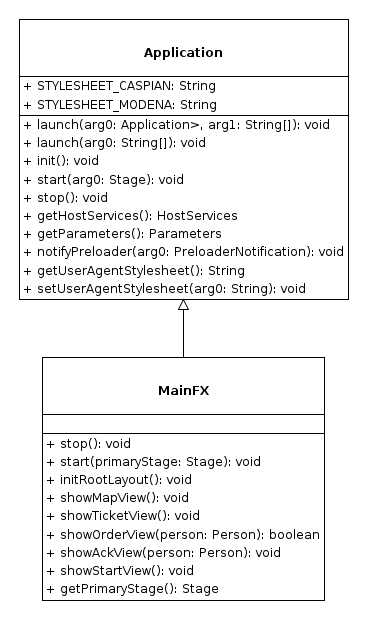 Application
+ STYLESHEET_CASPIAN: String
+ STYLESHEET_MODENA: String
+ launch(arg0: Application>, arg1: String[]): void
+ launch(arg0: String[]): void
+ init(): void
+ start(arg0: Stage): void
+ stop(): void
+ getHostServices(): HostServices
+ getParameters(): Parameters
+ notifyPreloader(arg0: PreloaderNotification): void
+ getUserAgentStylesheet(): String
+ setUserAgentStylesheet(arg0: String): void
MainFX
+ stop(): void
+ start(primaryStage: Stage): void
+ initRootLayout(): void
+ showMapView(): void
+ showTicketView(): void
+ showOrderView(person: Person): boolean
+ showAckView(person: Person): void
+ showStartView(): void
+ getPrimaryStage(): Stage